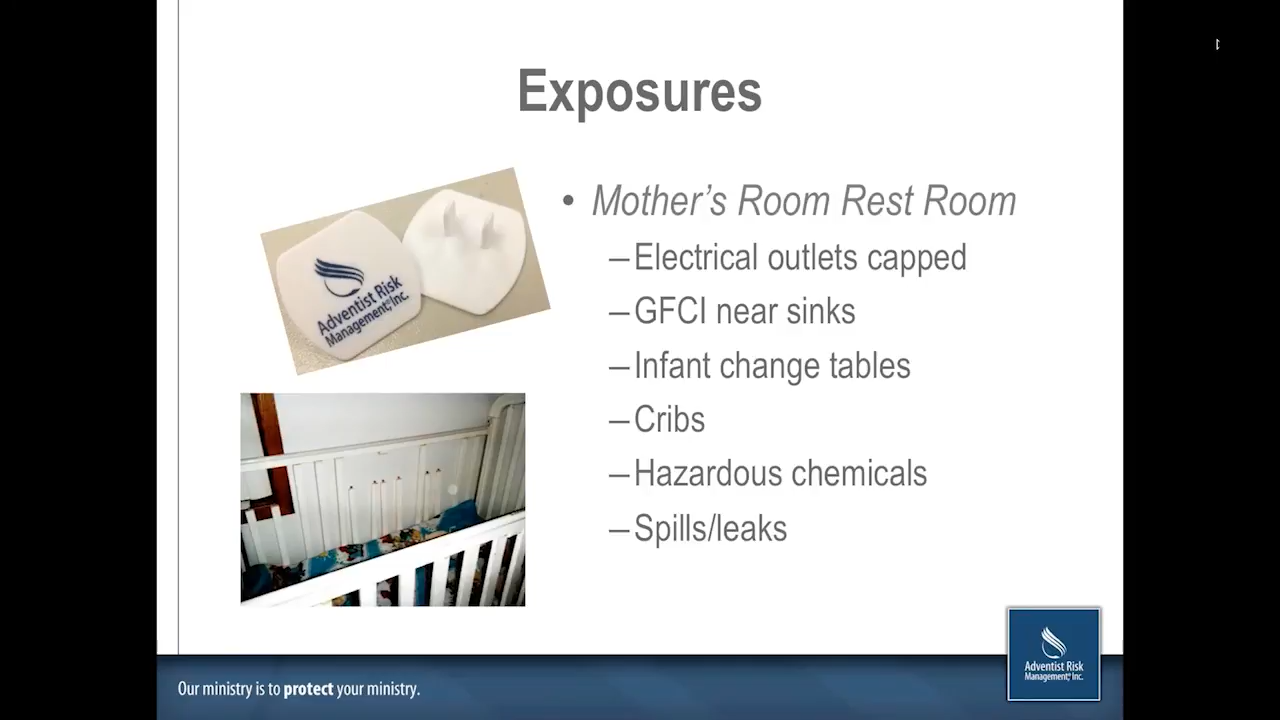 Exposures
• Mother's Room Rest Room
–Electrical outlets capped
–GFCI near sinks
–Infant change tables
–Cribs
–Hazardous chemicals
–Spills/leaks
Adventist Risk
Management,® Inc.
Our ministry is to protect your ministry.
Adventist Risk
Management,® Inc.